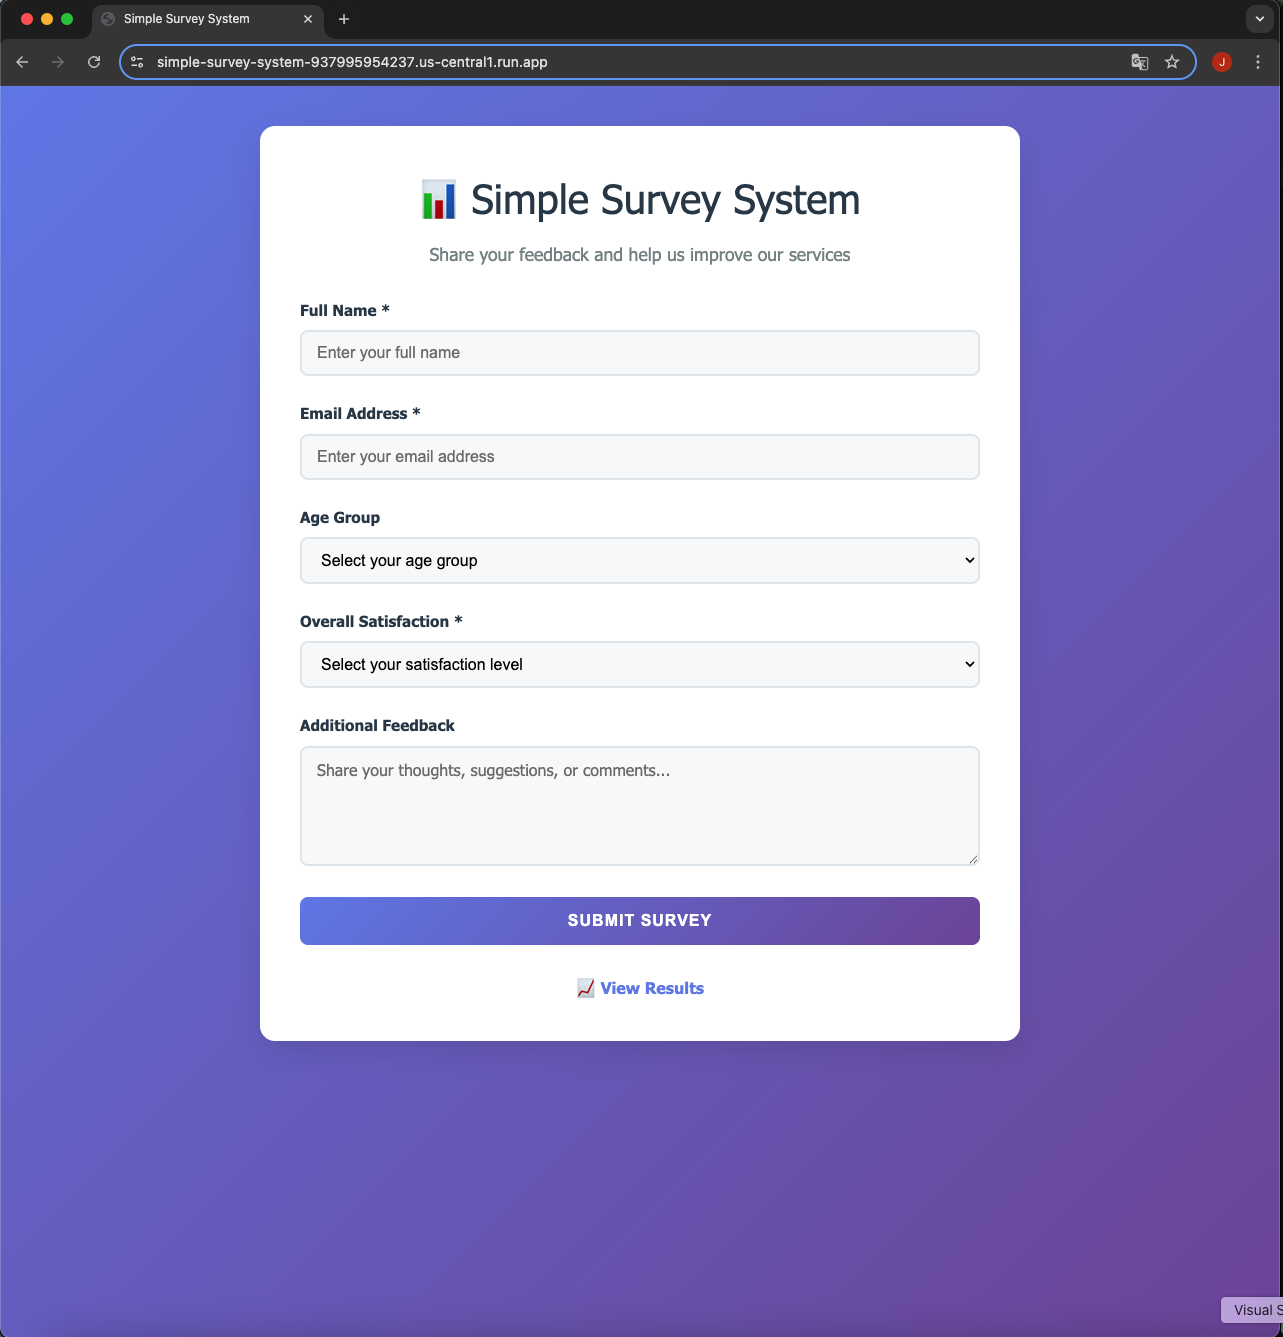 Simple Survey System
simple-survey-system-937995954237.us-central1.run.app
J
Simple Survey System
Share your feedback and help us improve our services
Full Name *
Enter your full name
Email Address *
Enter your email address
Age Group
Select your age group
Overall Satisfaction *
Select your satisfaction level
Additional Feedback
Share your thoughts, suggestions, or comments...
SUBMIT SURVEY
View Results
Visual S